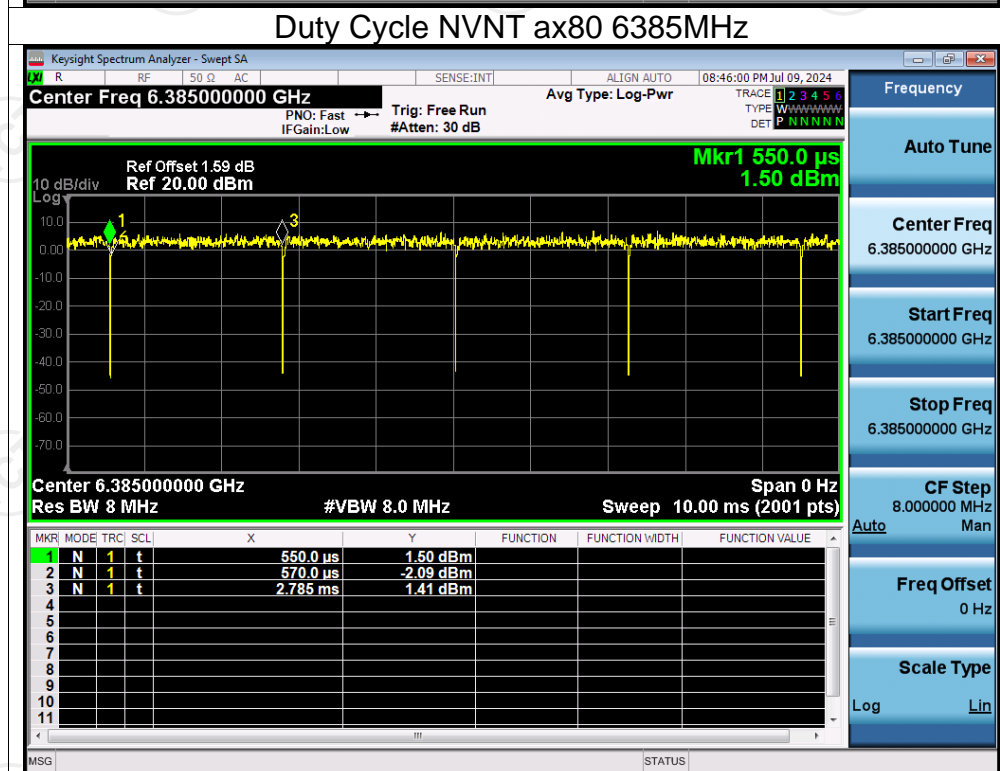 Duty Cycle NVNT ax80 6385MHz
Keysight Spectrum Analyzer - Swept SA
LXI R RF 50 Ω AC SENSE:INT ALIGN AUTO 08:46:00 PM Jul 09, 2024
Center Freq 6.385000000 GHz
PNO: Fast
IFGain:Low
Trig: Free Run
#Atten: 30 dB
Avg Type: Log-Pwr
TRACE 1 2 3 4 5 6
TYPE WWWWWW
DET P N N N N N
Ref Offset 1.59 dB
Ref 20.00 dBm
10 dB/div
Log
Mkr1 550.0 µs
1.50 dBm
10.0
0.00
-10.0
-20.0
-30.0
-40.0
-50.0
-60.0
-70.0
1
2
3
Center 6.385000000 GHz Span 0 Hz
Res BW 8 MHz #VBW 8.0 MHz Sweep 10.00 ms (2001 pts)
MKR MODE TRC SCL X Y FUNCTION FUNCTION WIDTH FUNCTION VALUE
1 N 1 t 550.0 µs 1.50 dBm
2 N 1 t 570.0 µs -2.09 dBm
3 N 1 t 2.785 ms 1.41 dBm
4
5
6
7
8
9
10
11
MSG STATUS
Frequency
Auto Tune
Center Freq
6.385000000 GHz
Start Freq
6.385000000 GHz
Stop Freq
6.385000000 GHz
CF Step
8.000000 MHz
Auto Man
Freq Offset
0 Hz
Scale Type
Log Lin